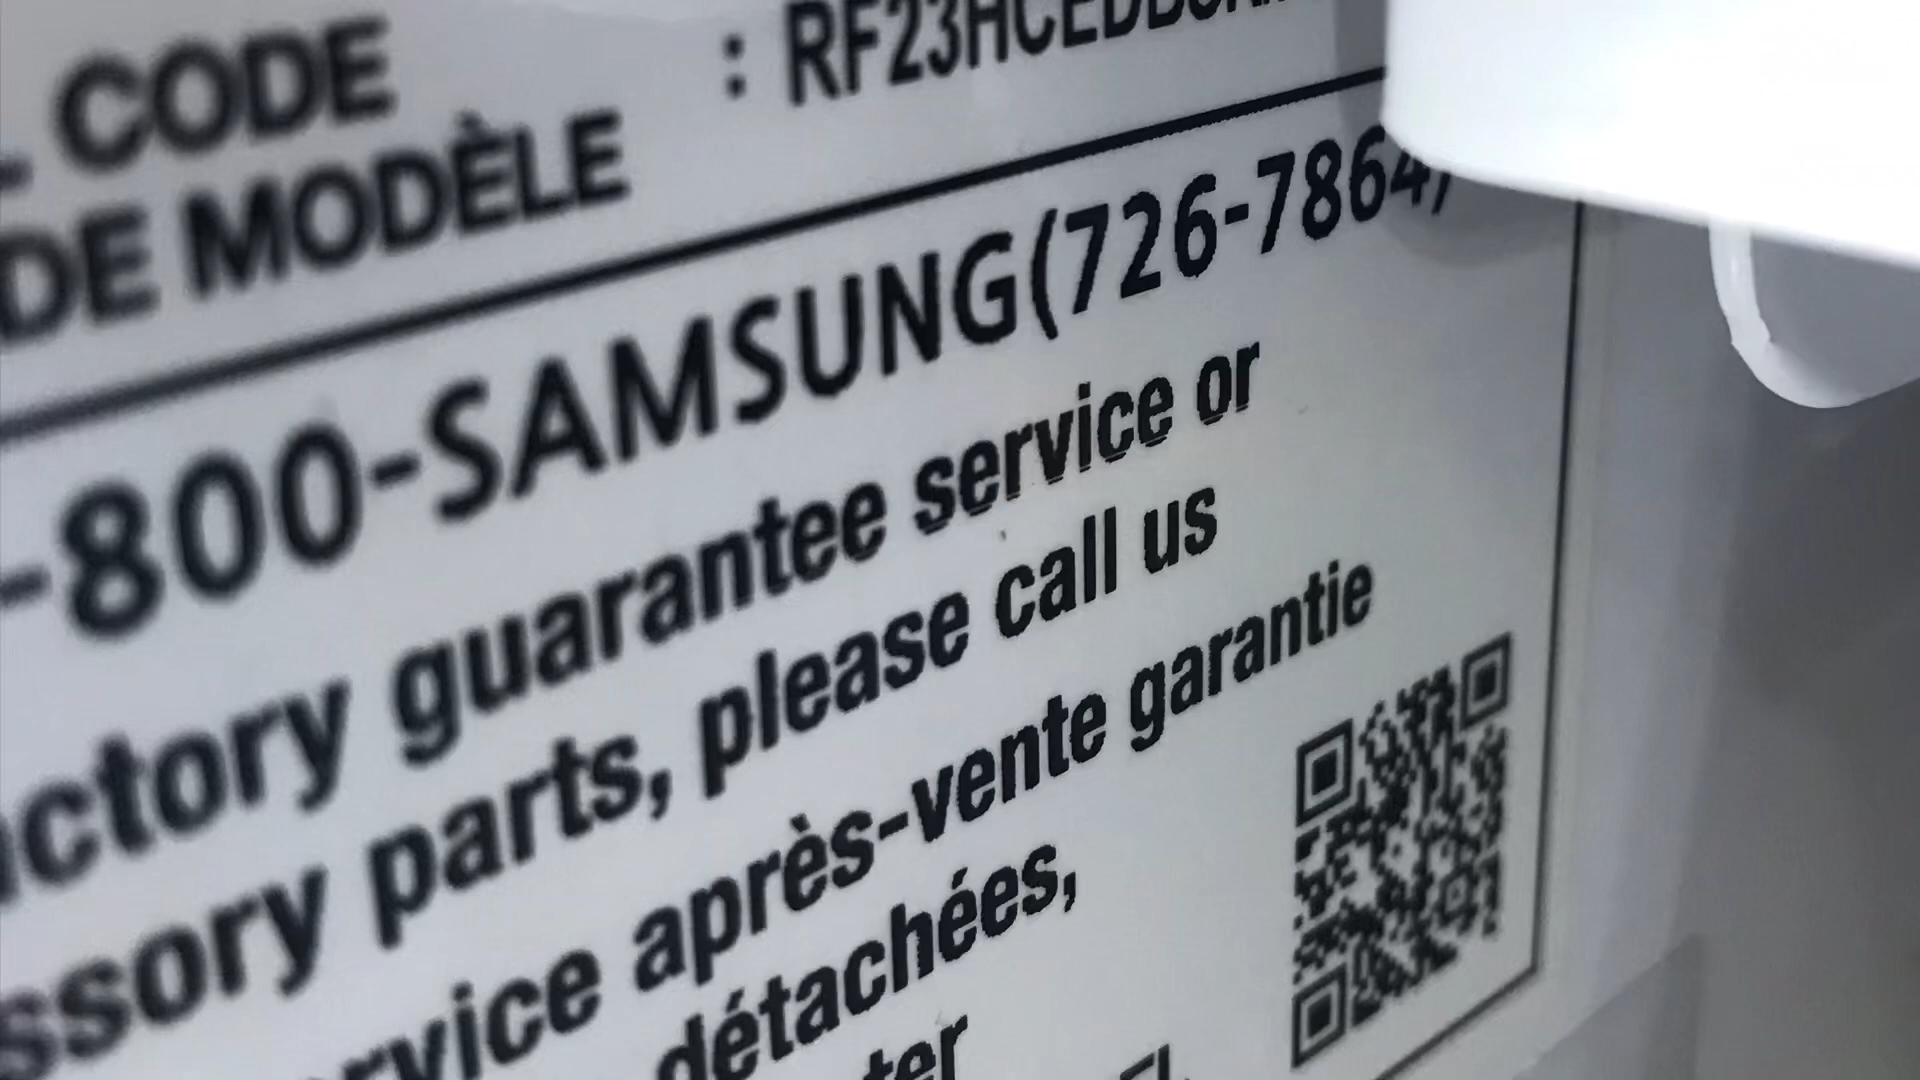 CODE : RF23HCEDB
DE MODÈLE
-800-SAMSUNG(726-7864)
ctory guarantee service or
ssory parts, please call us
rvice après-vente garantie
détachées,
ter